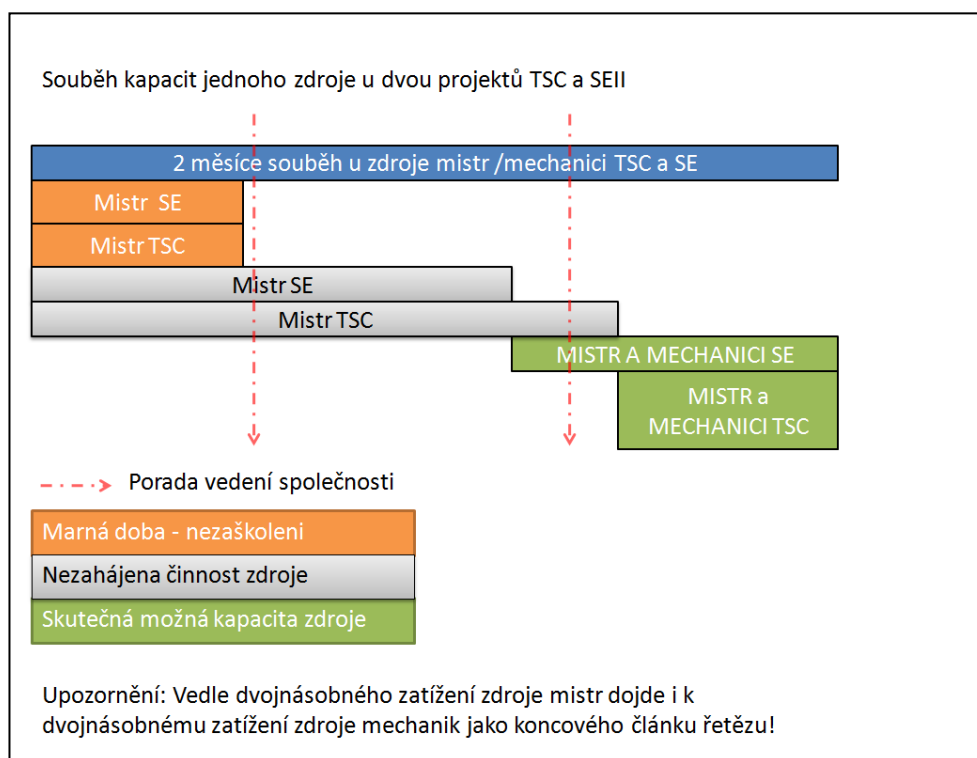 Souběh kapacit jednoho zdroje u dvou projektů TSC a SEII
2 měsíce souběh u zdroje mistr /mechanici TSC a SE
Mistr SE
Mistr TSC
Mistr SE
Mistr TSC
MISTR A MECHANICI SE
MISTR a
MECHANICI TSC
Porada vedení společnosti
Marná doba - nezaškoleni
Nezahájena činnost zdroje
Skutečná možná kapacita zdroje
Upozornění: Vedle dvojnásobného zatížení zdroje mistr dojde i k
dvojnásobnému zatížení zdroje mechanik jako koncového článku řetězu!